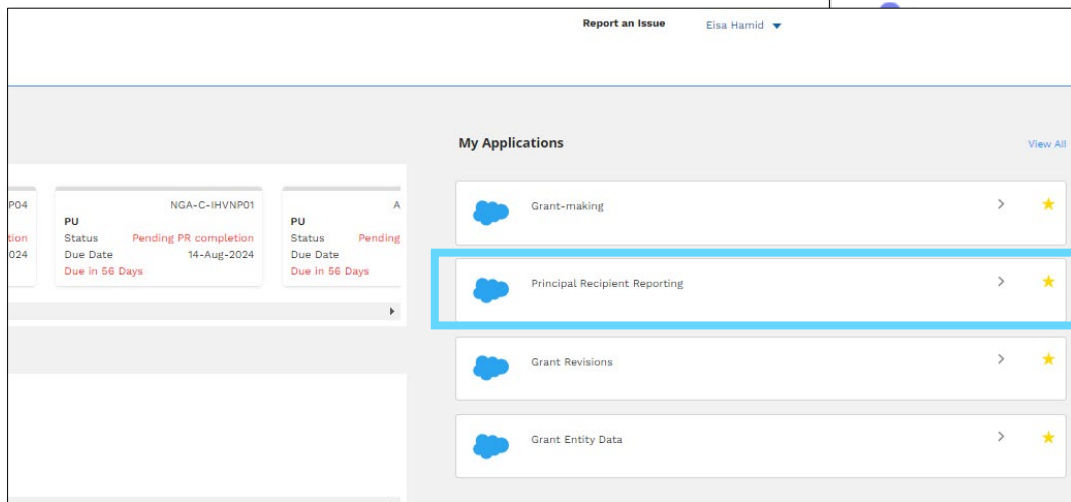 Report an Issue Eisa Hamid
My Applications View All
P04
tion
024
NGA-C-IHVNP01
PU
Status Pending PR completion
Due Date 14-Aug-2024
Due in 56 Days
A
PU
Status Pending
Due Date
Due in 56 Days
Grant-making
Principal Recipient Reporting
Grant Revisions
Grant Entity Data